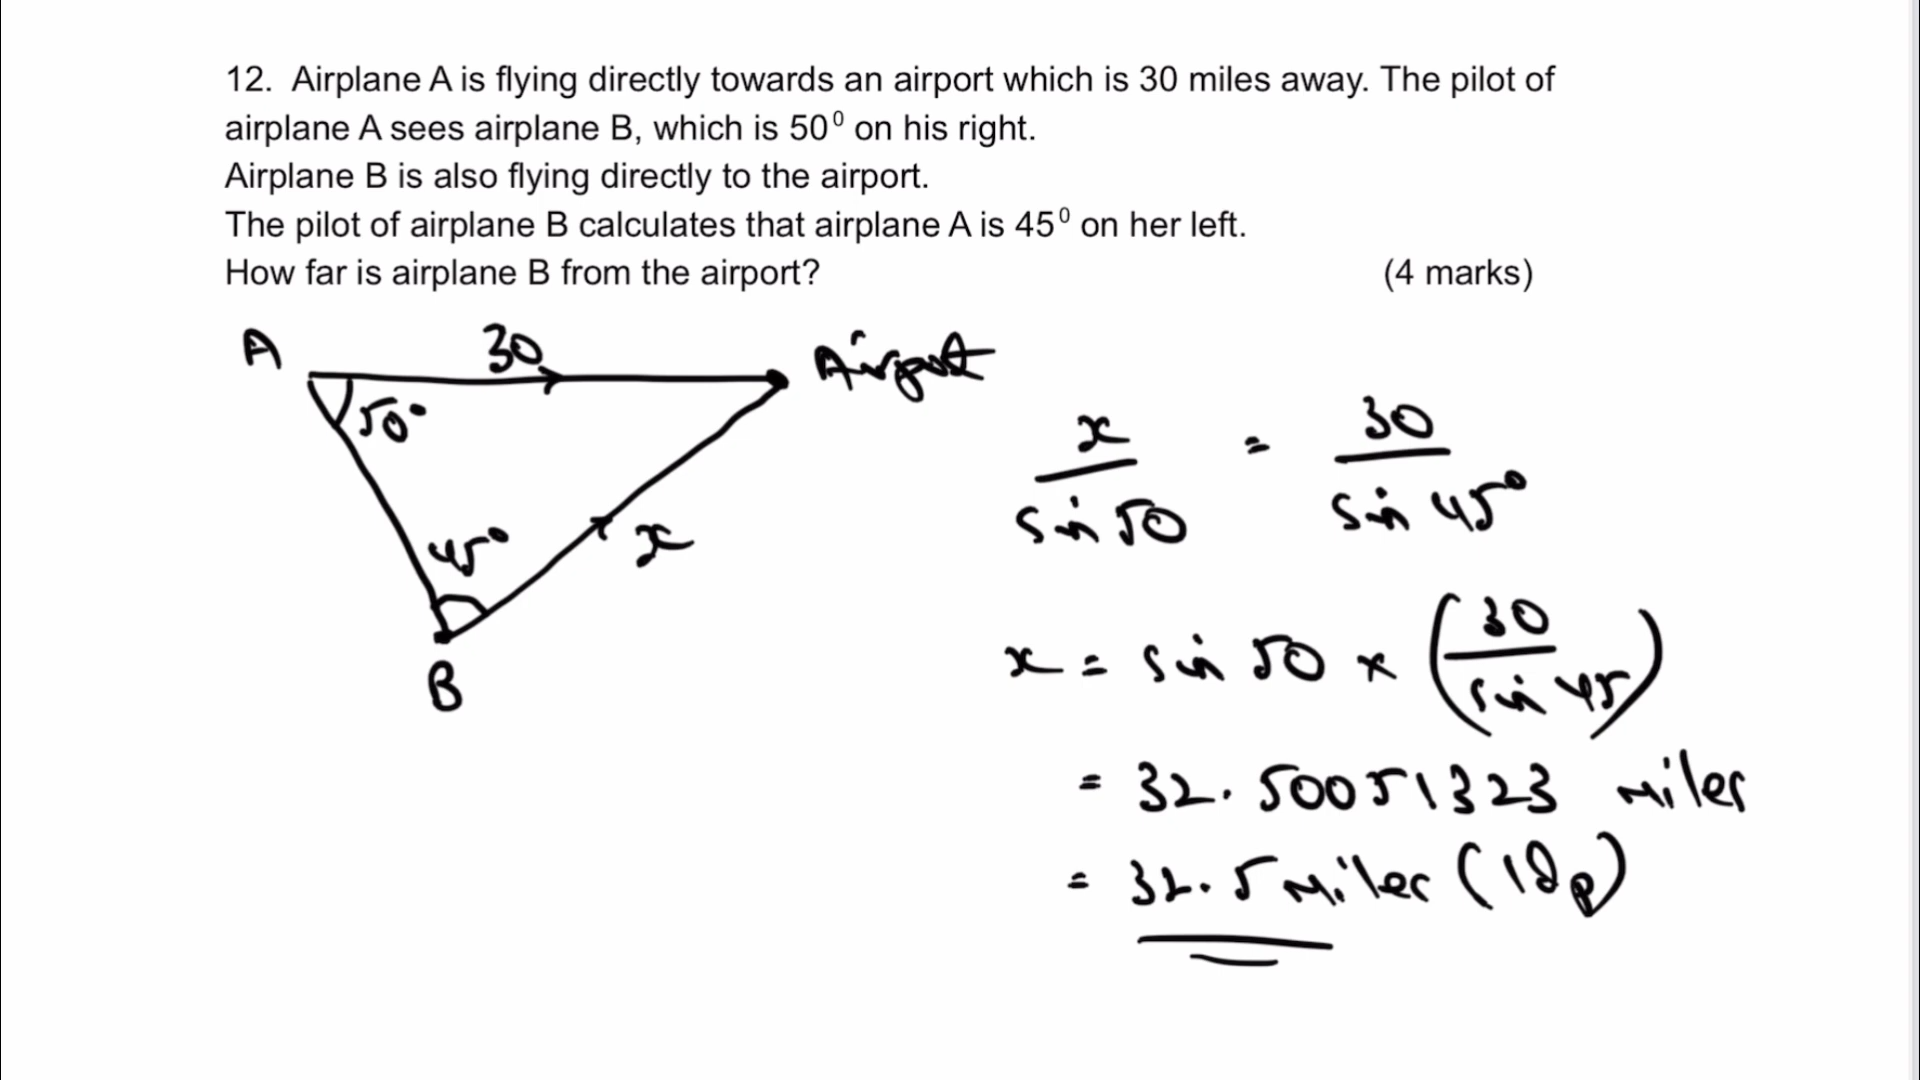 12. Airplane A is flying directly towards an airport which is 30 miles away. The pilot of
airplane A sees airplane B, which is 50⁰ on his right.
Airplane B is also flying directly to the airport.
The pilot of airplane B calculates that airplane A is 45⁰ on her left.
How far is airplane B from the airport? (4 marks)
A 30 Airport
50°
45° x
B
x / sin 50 = 30 / sin 45°
x = sin 50 × (30 / sin 45)
= 32.50051323 miles
= 32.5 miles (1dp)